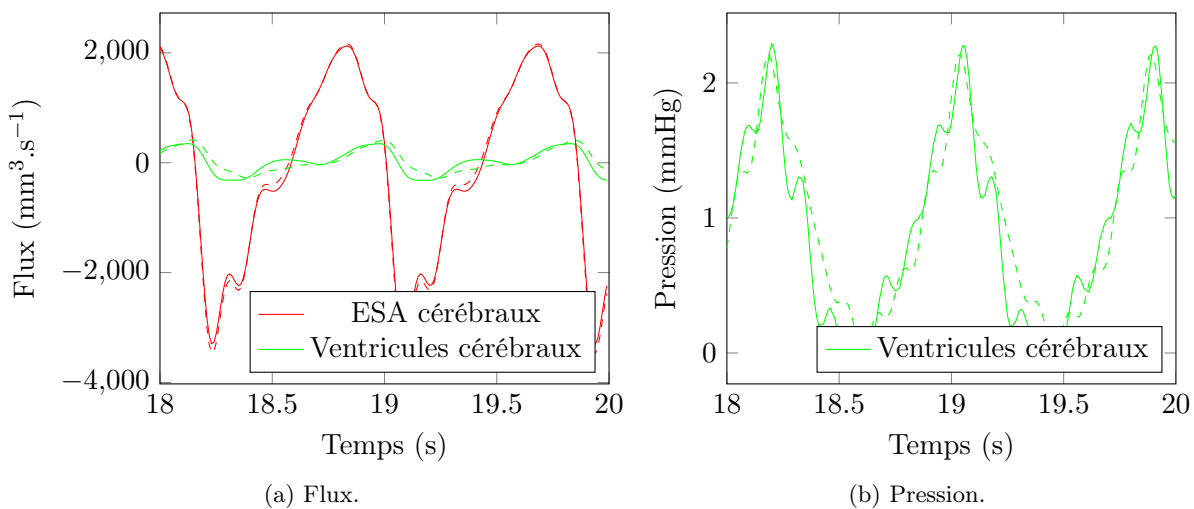 2,000
0
−2,000
−4,000
18
18.5
19
19.5
20
Flux (mm³.s⁻¹)
Temps (s)
ESA cérébraux
Ventricules cérébraux
(a) Flux.
2
1
0
18
18.5
19
19.5
20
Pression (mmHg)
Temps (s)
Ventricules cérébraux
(b) Pression.